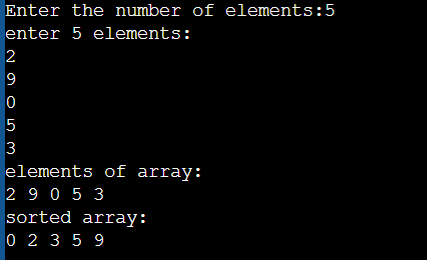 Enter the number of elements:5
enter 5 elements:
2
9
0
5
3
elements of array:
2 9 0 5 3
sorted array:
0 2 3 5 9